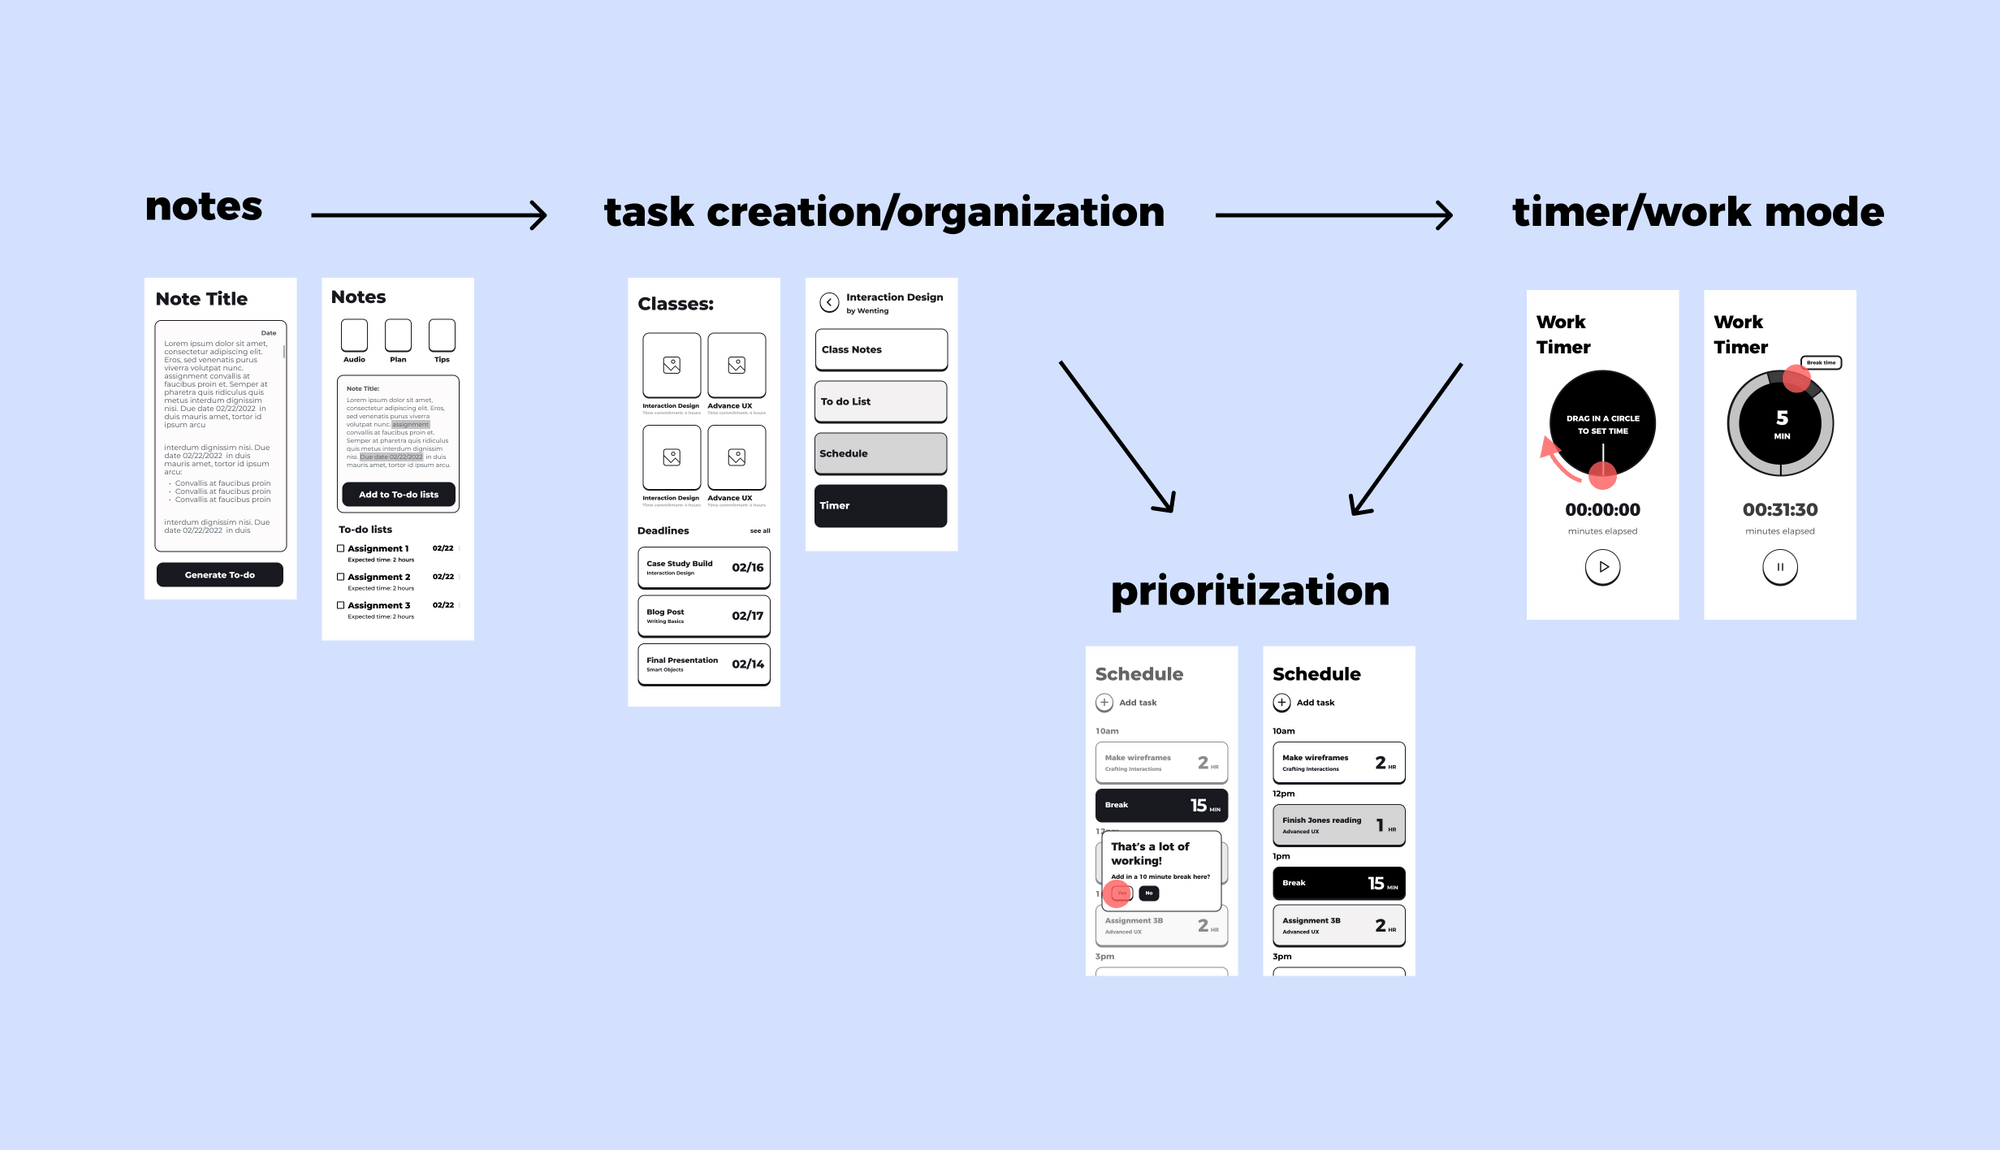 notes
task creation/organization
timer/work mode
Note Title
Date
Lorem ipsum dolor sit amet,
consectetur adipiscing elit.
Eros, sed venenatis purus
viverra volutpat nunc.
assignment convallis at
faucibus proin et. Semper at
pharetra quis ridiculus quis
metus interdum dignissim
nisi. Due date 02/22/2022 in
duis mauris amet, tortor id
ipsum arcu
interdum dignissim nisi. Due
date 02/22/2022 in duis
mauris amet, tortor id ipsum
arcu:
• Convallis at faucibus proin
• Convallis at faucibus proin
• Convallis at faucibus proin
interdum dignissim nisi. Due
date 02/22/2022 in duis
Generate To-do
Notes
Audio Plan Tips
Note Title:
Lorem ipsum dolor sit amet,
consectetur adipiscing elit. Eros,
sed venenatis purus viverra
volutpat nunc. assignment
convallis at faucibus proin et.
Semper at pharetra quis ridiculus
quis metus interdum dignissim
nisi. Due date 02/22/2022 in duis
mauris amet, tortor id ipsum arcu.
Add to To-do lists
To-do lists
Assignment 1 02/22
Expected time: 2 hours
Assignment 2 02/22
Expected time: 2 hours
Assignment 3 02/22
Expected time: 2 hours
Classes:
Interaction Design Advance UX
Time commitment: 4 hours Time commitment: 4 hours
Interaction Design Advance UX
Time commitment: 4 hours Time commitment: 4 hours
Deadlines see all
Case Study Build 02/16
Interaction Design
Blog Post 02/17
Writing Basics
Final Presentation 02/14
Smart Objects
Interaction Design
by Wenting
Class Notes
To do List
Schedule
Timer
prioritization
Schedule
Add task
10am
Make wireframes 2 HR
Crafting Interactions
Break 15 MIN
That's a lot of
working!
Add in a 10 minute break here?
Yes No
Assignment 3B 2 HR
Advanced UX
3pm
Schedule
Add task
10am
Make wireframes 2 HR
Crafting Interactions
12pm
Finish Jones reading 1 HR
Advanced UX
1pm
Break 15 MIN
Assignment 3B 2 HR
Advanced UX
3pm
Work
Timer
DRAG IN A CIRCLE
TO SET TIME
00:00:00
minutes elapsed
Work
Timer
Break time
5
MIN
00:31:30
minutes elapsed